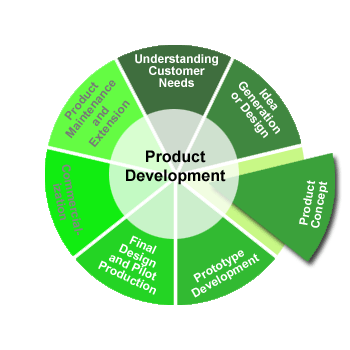 Understanding
Customer
Needs
Idea
Generation
or Design
Product
Concept
Prototype
Development
Final
Design
and Pilot
Production
Commercial-
ization
Product
Maintenance
and
Extension
Product
Development